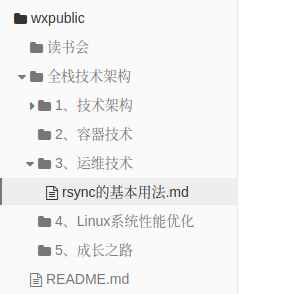 wxpublic
读书会
全栈技术架构
1、技术架构
2、容器技术
3、运维技术
rsync的基本用法.md
4、Linux系统性能优化
5、成长之路
README.md